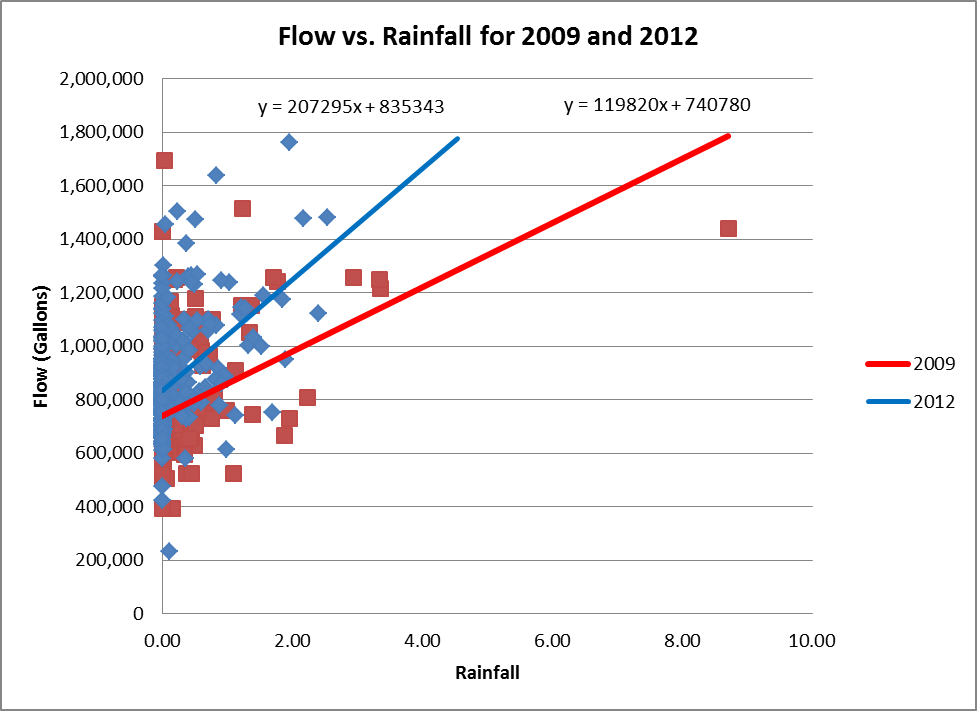 Flow vs. Rainfall for 2009 and 2012
2,000,000
1,800,000
1,600,000
1,400,000
1,200,000
1,000,000
800,000
600,000
400,000
200,000
0
Flow (Gallons)
y = 207295x + 835343
y = 119820x + 740780
2009
2012
0.00 2.00 4.00 6.00 8.00 10.00
Rainfall